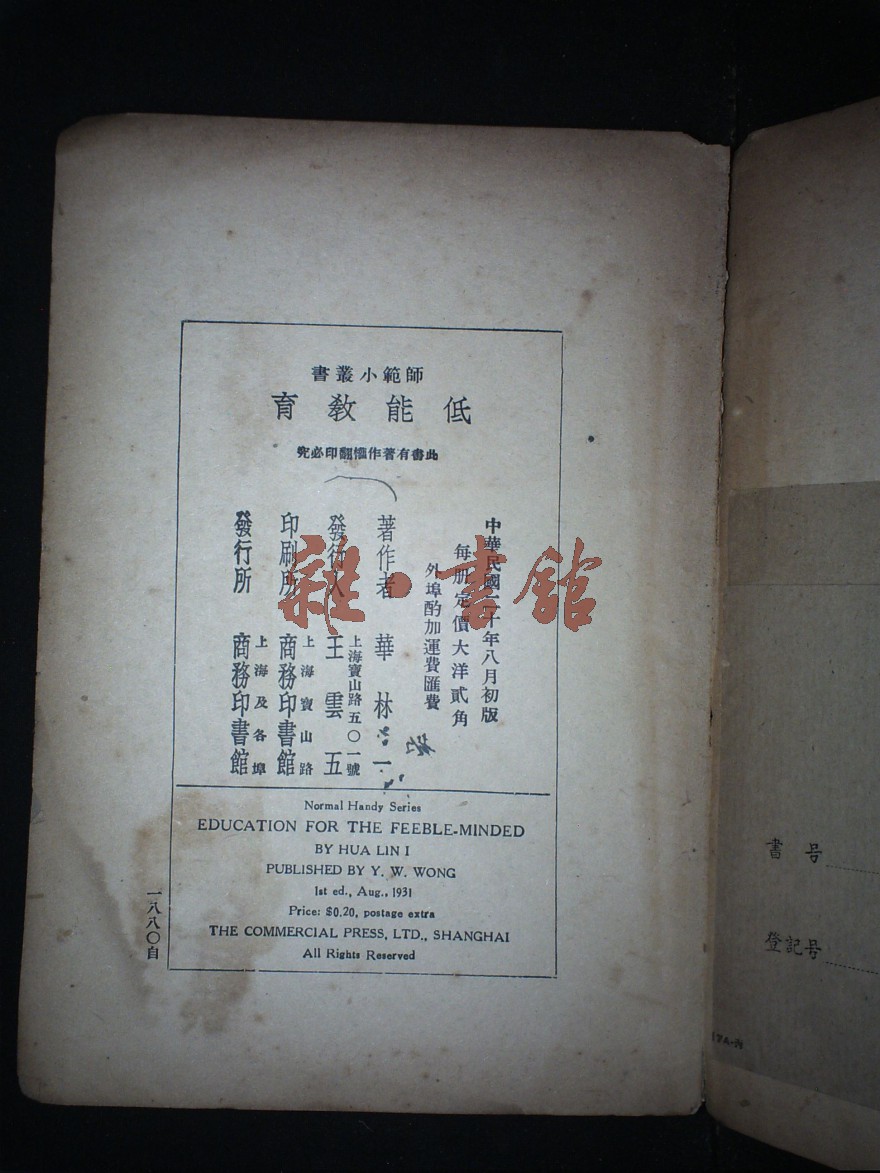 師範小叢書
低能教育
此書有著作權翻印必究
中華民國二十年八月初版
每册定價大洋貳角
外埠酌加運費匯費
著作者 華林一
上海寶山路五〇一號
發行人 王雲五
上海寶山路
印刷所 商務印書館
上海及各埠
發行所 商務印書館
雜·書館
Normal Handy Series
EDUCATION FOR THE FEEBLE-MINDED
BY HUA LIN I
PUBLISHED BY Y. W. WONG
1st ed., Aug., 1931
Price: $0.20, postage extra
THE COMMERCIAL PRESS, LTD., SHANGHAI
All Rights Reserved
一八八〇自
書号
登記号